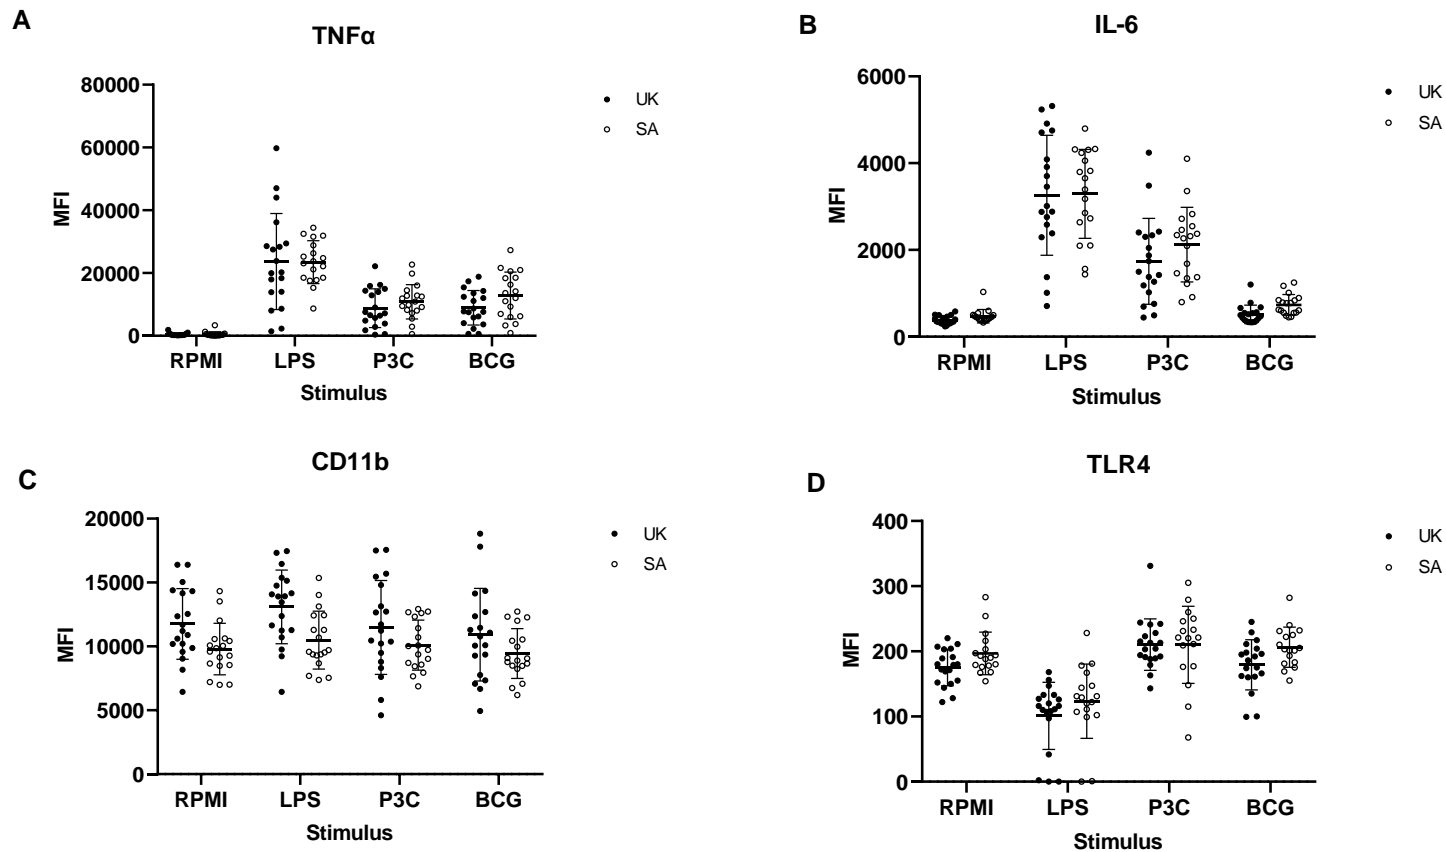 A
TNFα
80000
60000
40000
20000
0
MFI
RPMI LPS P3C BCG
Stimulus
UK
SA
B
IL-6
6000
4000
2000
0
MFI
RPMI LPS P3C BCG
Stimulus
UK
SA
C
CD11b
20000
15000
10000
5000
0
MFI
RPMI LPS P3C BCG
Stimulus
UK
SA
D
TLR4
400
300
200
100
0
MFI
RPMI LPS P3C BCG
Stimulus
UK
SA